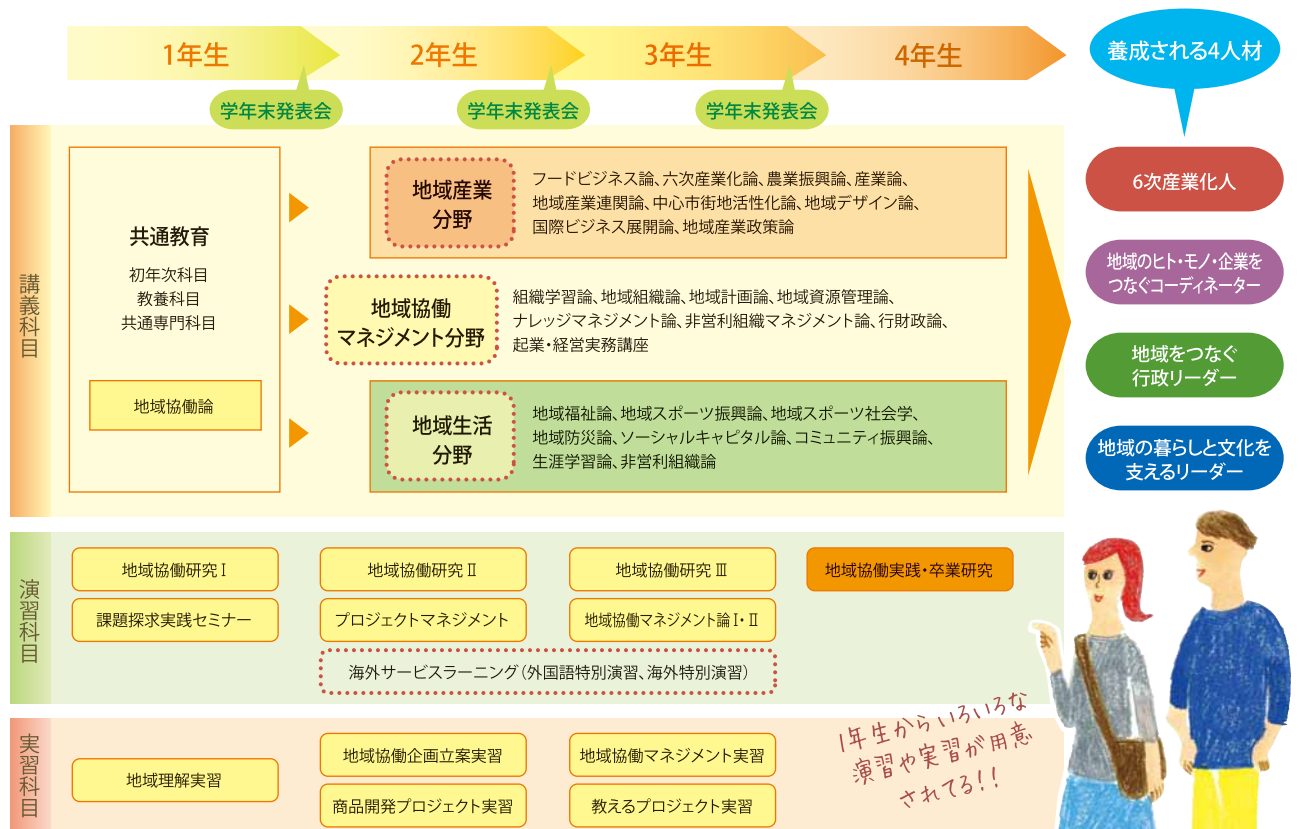 1年生
2年生
3年生
4年生
養成される4人材
学年末発表会
学年末発表会
学年末発表会
講義科目
共通教育
初年次科目
教養科目
共通専門科目
地域協働論
地域産業
分野
フードビジネス論、六次産業化論、農業振興論、産業論、
地域産業連関論、中心市街地活性化論、地域デザイン論、
国際ビジネス展開論、地域産業政策論
地域協働
マネジメント分野
組織学習論、地域組織論、地域計画論、地域資源管理論、
ナレッジマネジメント論、非営利組織マネジメント論、行財政論、
起業・経営実務講座
地域生活
分野
地域福祉論、地域スポーツ振興論、地域スポーツ社会学、
地域防災論、ソーシャルキャピタル論、コミュニティ振興論、
生涯学習論、非営利組織論
6次産業化人
地域のヒト・モノ・企業を
つなぐコーディネーター
地域をつなぐ
行政リーダー
地域の暮らしと文化を
支えるリーダー
演習科目
地域協働研究Ⅰ
地域協働研究Ⅱ
地域協働研究Ⅲ
地域協働実践・卒業研究
課題探求実践セミナー
プロジェクトマネジメント
地域協働マネジメント論Ⅰ・Ⅱ
海外サービスラーニング（外国語特別演習、海外特別演習）
実習科目
地域理解実習
地域協働企画立案実習
地域協働マネジメント実習
商品開発プロジェクト実習
教えるプロジェクト実習
1年生からいろいろな
演習や実習が用意
されてる!!